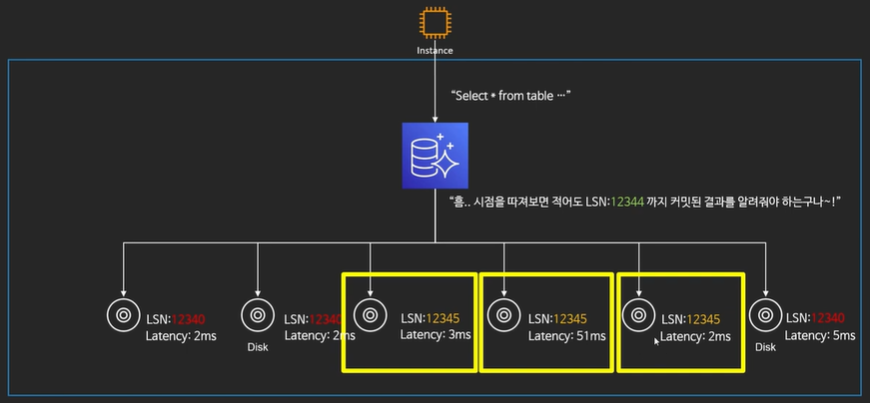 Instance
“Select * from table …”
“흠.. 시점을 따져보면 적어도 LSN:12344 까지 커밋된 결과를 알려줘야 하는구나~!”
LSN:12340
Latency: 2ms
Disk
LSN:12340
Latency: 2ms
LSN:12345
Latency: 3ms
LSN:12345
Latency: 51ms
LSN:12345
Latency: 2ms
Disk
LSN:12340
Latency: 5ms